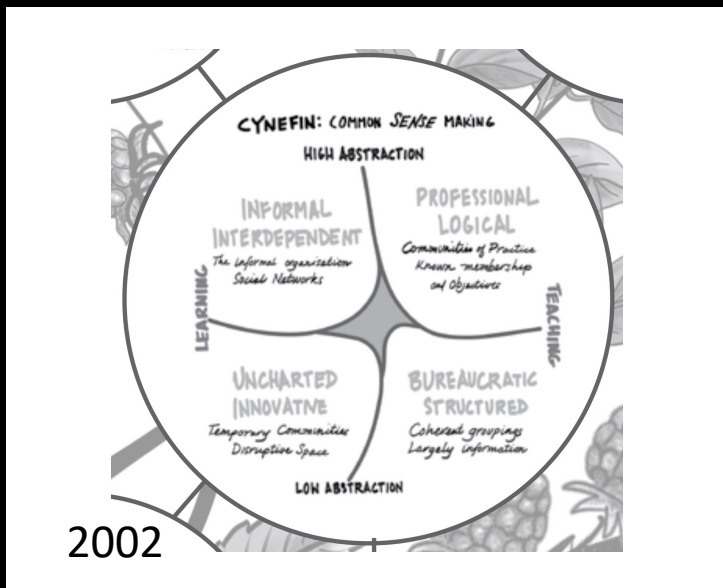 CYNEFIN: COMMON SENSE MAKING
HIGH ABSTRACTION
INFORMAL
INTERDEPENDENT
The informal organization
Social Networks
PROFESSIONAL
LOGICAL
Communities of Practice
Known membership
and Objectives
LEARNING
TEACHING
UNCHARTED
INNOVATIVE
Temporary Communities
Disruptive Space
BUREAUCRATIC
STRUCTURED
Coherent groupings
Largely information
LOW ABSTRACTION
2002